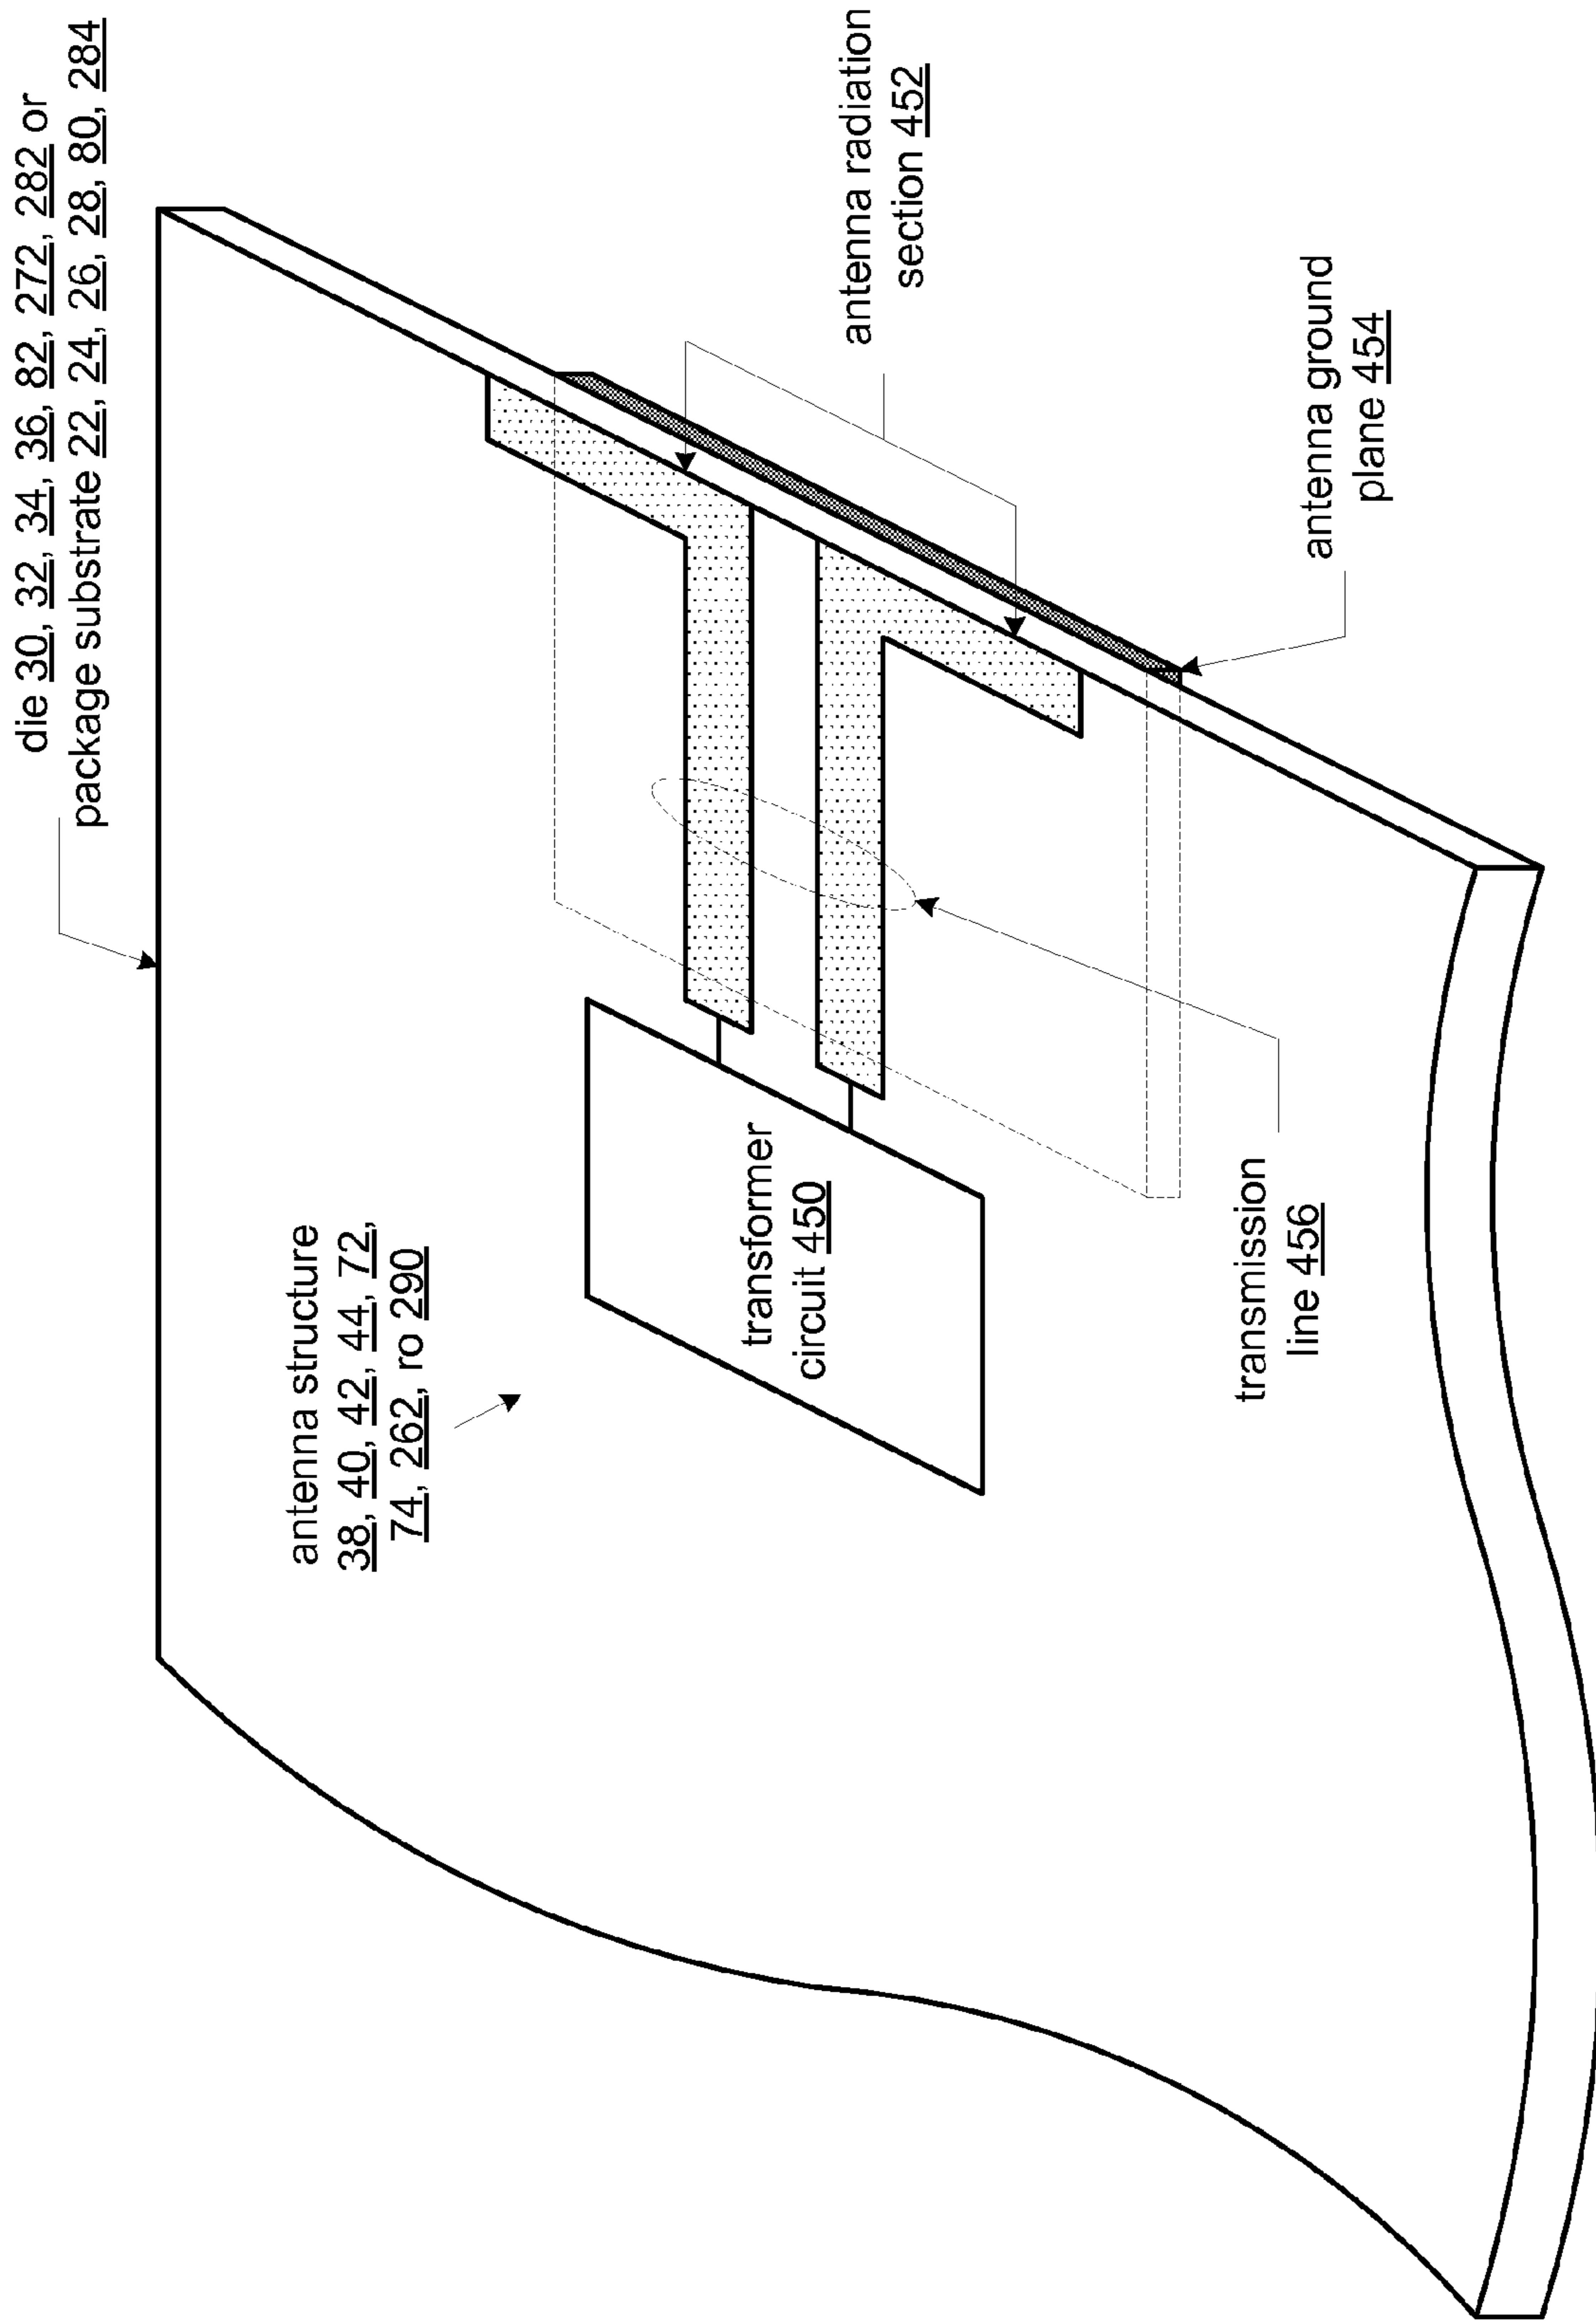 die 30, 32, 34, 36, 82, 272, 282 or
package substrate 22, 24, 26, 28, 80, 284
antenna structure
38, 40, 42, 44, 72,
74, 262, ro 290
transformer
circuit 450
antenna radiation
section 452
transmission
line 456
antenna ground
plane 454